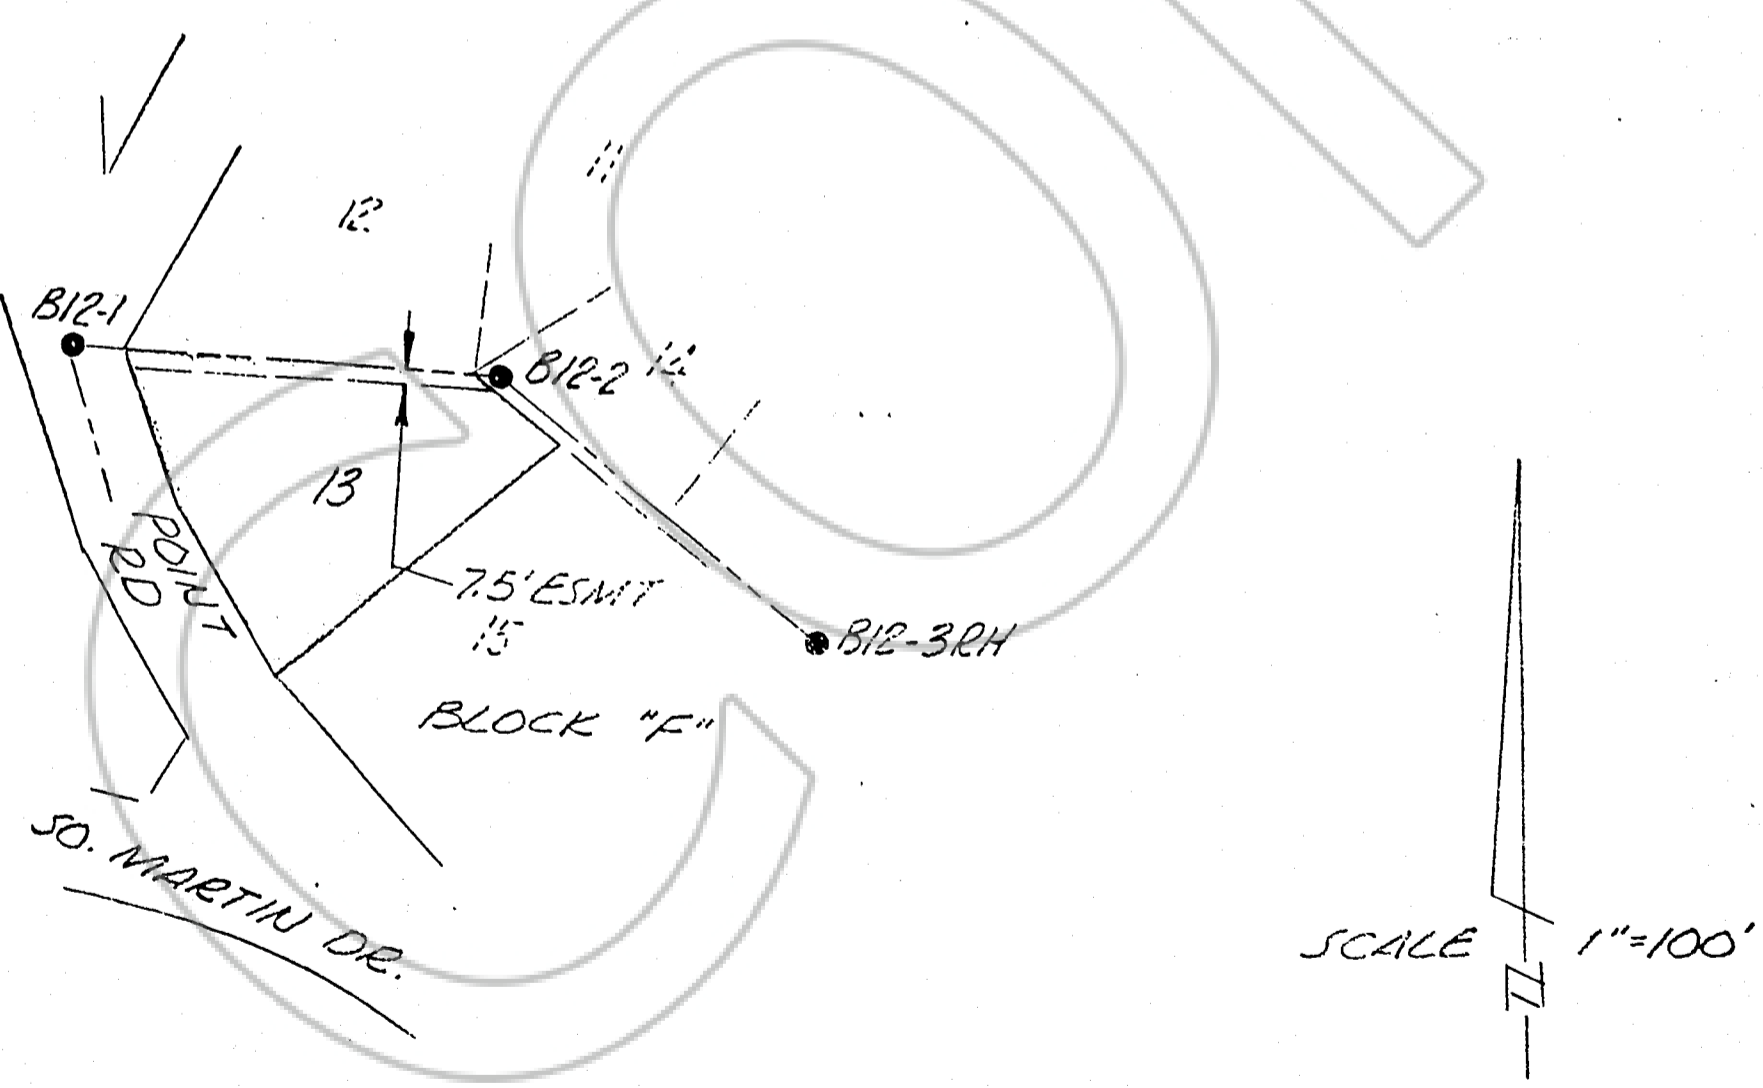 11
12
B12-1
B12-2
14
13
POINT
RD
7.5' ESMT
15
B12-3RH
BLOCK "F"
SO. MARTIN DR.
SCALE 1"=100'
N